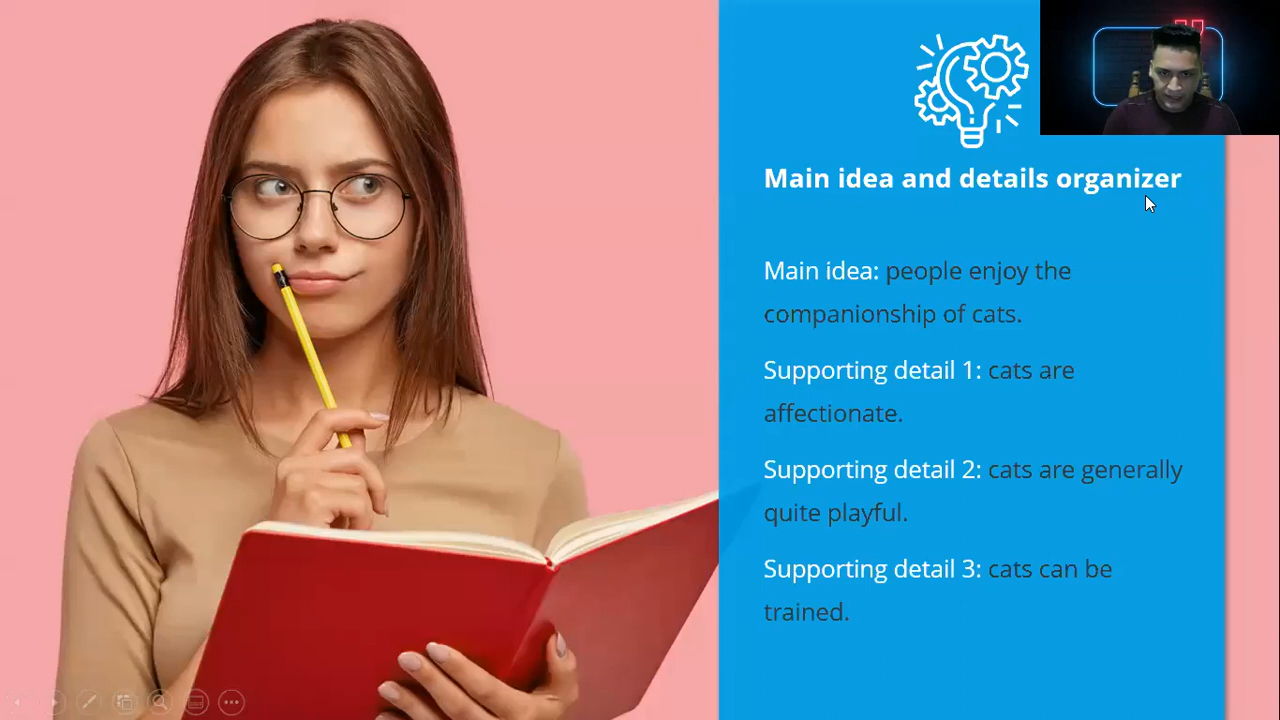 Main idea and details organizer
Main idea: people enjoy the
companionship of cats.
Supporting detail 1: cats are
affectionate.
Supporting detail 2: cats are generally
quite playful.
Supporting detail 3: cats can be
trained.